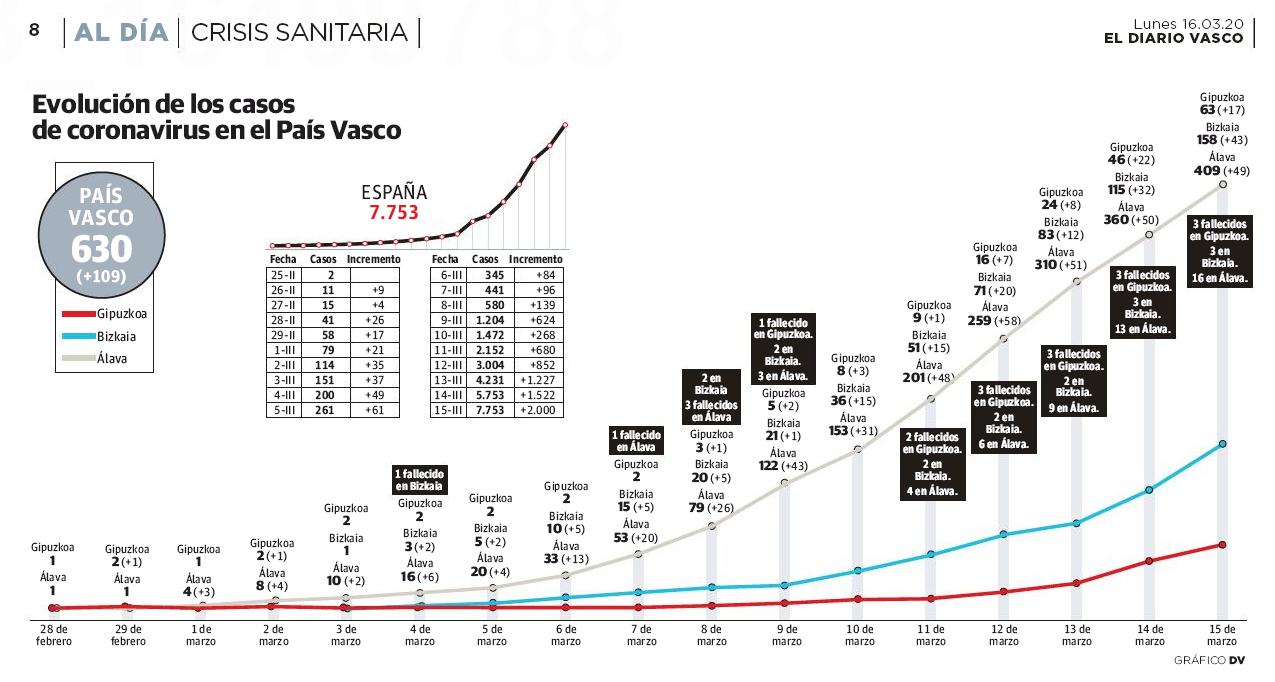 8 | AL DÍA | CRISIS SANITARIA |
Lunes 16.03.20
EL DIARIO VASCO
Evolución de los casos
de coronavirus en el País Vasco
PAÍS
VASCO
630
(+109)
Gipuzkoa
Bizkaia
Álava
ESPAÑA
7.753
Fecha Casos Incremento
25-II 2
26-II 11 +9
27-II 15 +4
28-II 41 +26
29-II 58 +17
1-III 79 +21
2-III 114 +35
3-III 151 +37
4-III 200 +49
5-III 261 +61
Fecha Casos Incremento
6-III 345 +84
7-III 441 +96
8-III 580 +139
9-III 1.204 +624
10-III 1.472 +268
11-III 2.152 +680
12-III 3.004 +852
13-III 4.231 +1.227
14-III 5.753 +1.522
15-III 7.753 +2.000
Gipuzkoa
1
Álava
1
28 de
febrero
Gipuzkoa
2 (+1)
Álava
1
29 de
febrero
Gipuzkoa
1
Álava
4 (+3)
1 de
marzo
Gipuzkoa
2 (+1)
Álava
8 (+4)
2 de
marzo
Gipuzkoa
2
Bizkaia
1
Álava
10 (+2)
3 de
marzo
1 fallecido
en Bizkaia
Gipuzkoa
2
Bizkaia
3 (+2)
Álava
16 (+6)
4 de
marzo
Gipuzkoa
2
Bizkaia
5 (+2)
Álava
20 (+4)
5 de
marzo
Gipuzkoa
2
Bizkaia
10 (+5)
Álava
33 (+13)
6 de
marzo
1 fallecido
en Álava
Gipuzkoa
2
Bizkaia
15 (+5)
Álava
53 (+20)
7 de
marzo
2 en
Bizkaia
3 fallecidos
en Álava
Gipuzkoa
3 (+1)
Bizkaia
20 (+5)
Álava
79 (+26)
8 de
marzo
1 fallecido
en Gipuzkoa.
2 en
Bizkaia.
3 en Álava.
Gipuzkoa
5 (+2)
Bizkaia
21 (+1)
Álava
122 (+43)
9 de
marzo
Gipuzkoa
8 (+3)
Bizkaia
36 (+15)
Álava
153 (+31)
10 de
marzo
Gipuzkoa
9 (+1)
Bizkaia
51 (+15)
Álava
201 (+48)
2 fallecidos
en Gipuzkoa.
2 en
Bizkaia.
4 en Álava.
11 de
marzo
Gipuzkoa
16 (+7)
Bizkaia
71 (+20)
Álava
259 (+58)
3 fallecidos
en Gipuzkoa.
2 en
Bizkaia.
6 en Álava.
12 de
marzo
Gipuzkoa
24 (+8)
Bizkaia
83 (+12)
Álava
310 (+51)
3 fallecidos
en Gipuzkoa.
2 en
Bizkaia.
9 en Álava.
13 de
marzo
Gipuzkoa
46 (+22)
Bizkaia
115 (+32)
Álava
360 (+50)
3 fallecidos
en Gipuzkoa.
3 en
Bizkaia.
13 en Álava.
14 de
marzo
Gipuzkoa
63 (+17)
Bizkaia
158 (+43)
Álava
409 (+49)
3 fallecidos
en Gipuzkoa.
3 en
Bizkaia.
16 en Álava.
15 de
marzo
GRÁFICO DV